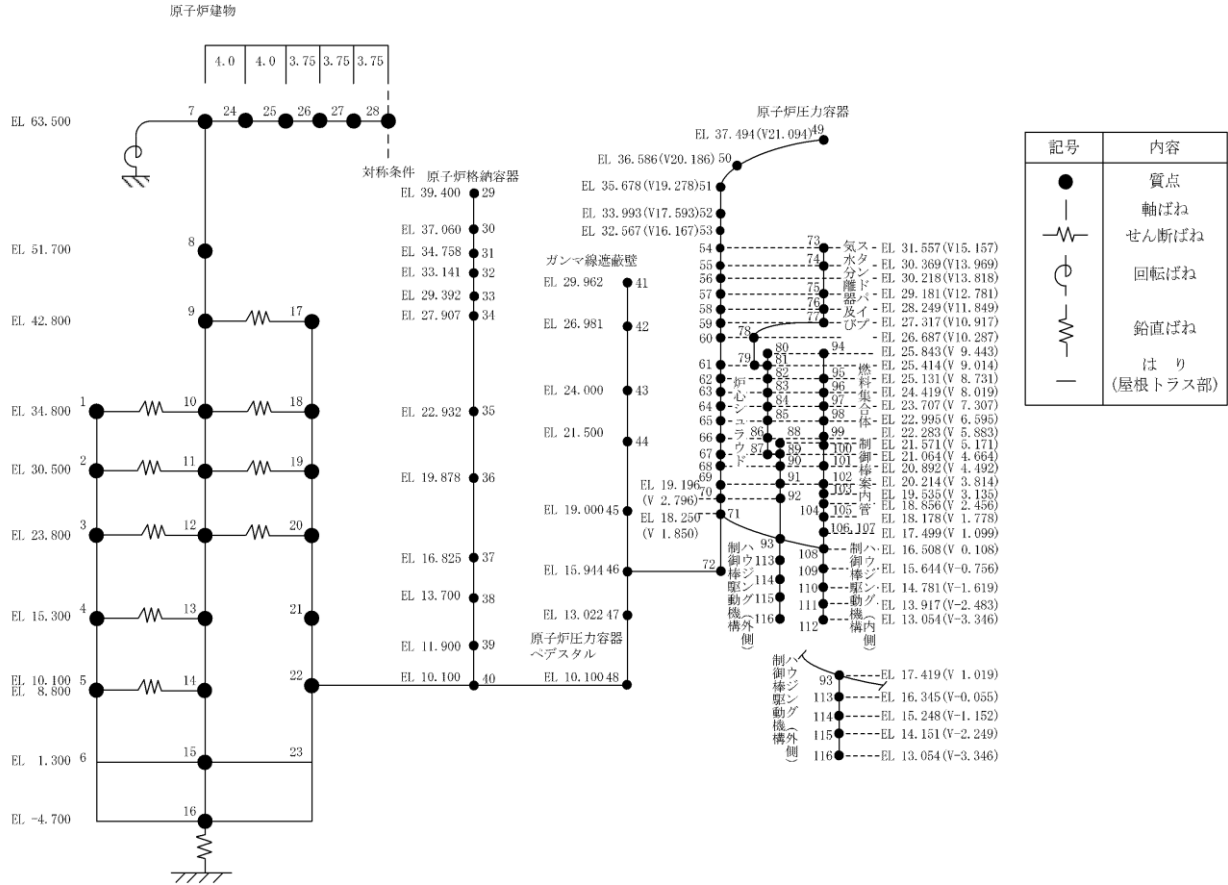 原子炉建物
4.0 4.0 3.75 3.75 3.75
7 24 25 26 27 28
EL 63.500
対称条件
EL 51.700
8
EL 42.800
9 17
EL 34.800
1 10 18
EL 30.500
2 11 19
EL 23.800
3 12 20
EL 15.300
4 13 21
EL 10.100
EL 8.800
5 14 22
EL 1.300
6 15 23
EL -4.700
16
原子炉格納容器
EL 39.400 29
EL 37.060 30
EL 34.758 31
EL 33.141 32
EL 29.392 33
EL 27.907 34
EL 22.932 35
EL 19.878 36
EL 16.825 37
EL 13.700 38
EL 11.900 39
EL 10.100 40
ガンマ線遮蔽壁
EL 29.962 41
EL 26.981 42
EL 24.000 43
EL 21.500 44
EL 19.000 45
EL 15.944 46
EL 13.022 47
原子炉圧力容器
ペデスタル
EL 10.100 48
原子炉圧力容器
EL 37.494(V21.094) 49
EL 36.586(V20.186) 50
EL 35.678(V19.278) 51
EL 33.993(V17.593) 52
EL 32.567(V16.167) 53
54
55
56
57
58
59
60
61
62
63
64
65
66
67
68
69
70
EL 19.196
(V 2.796)
71
EL 18.250
(V 1.850)
72
73
74
75
76
77
78
79
80
81
82
83
84
85
86
87
88
89
90
91
92
93
94
95
96
97
98
99
100
101
102
103
104
105
106, 107
108
109
110
111
112
113
114
115
116
スタンドパイプ
気水分離器及び
炉心シュラウド
燃料集合体
制御棒案内管
ハウジング(外側)
制御棒駆動機構
ハウジング(内側)
制御棒駆動機構
EL 31.557(V15.157)
EL 30.369(V13.969)
EL 30.218(V13.818)
EL 29.181(V12.781)
EL 28.249(V11.849)
EL 27.317(V10.917)
EL 26.687(V10.287)
EL 25.843(V 9.443)
EL 25.414(V 9.014)
EL 25.131(V 8.731)
EL 24.419(V 8.019)
EL 23.707(V 7.307)
EL 22.995(V 6.595)
EL 22.283(V 5.883)
EL 21.571(V 5.171)
EL 21.064(V 4.664)
EL 20.892(V 4.492)
EL 20.214(V 3.814)
EL 19.535(V 3.135)
EL 18.856(V 2.456)
EL 18.178(V 1.778)
EL 17.499(V 1.099)
EL 16.508(V 0.108)
EL 15.644(V-0.756)
EL 14.781(V-1.619)
EL 13.917(V-2.483)
EL 13.054(V-3.346)
ハウジング(外側)
制御棒駆動機構
93 EL 17.419(V 1.019)
113 EL 16.345(V-0.055)
114 EL 15.248(V-1.152)
115 EL 14.151(V-2.249)
116 EL 13.054(V-3.346)
記号 内容
質点
軸ばね
せん断ばね
回転ばね
鉛直ばね
はり
(屋根トラス部)